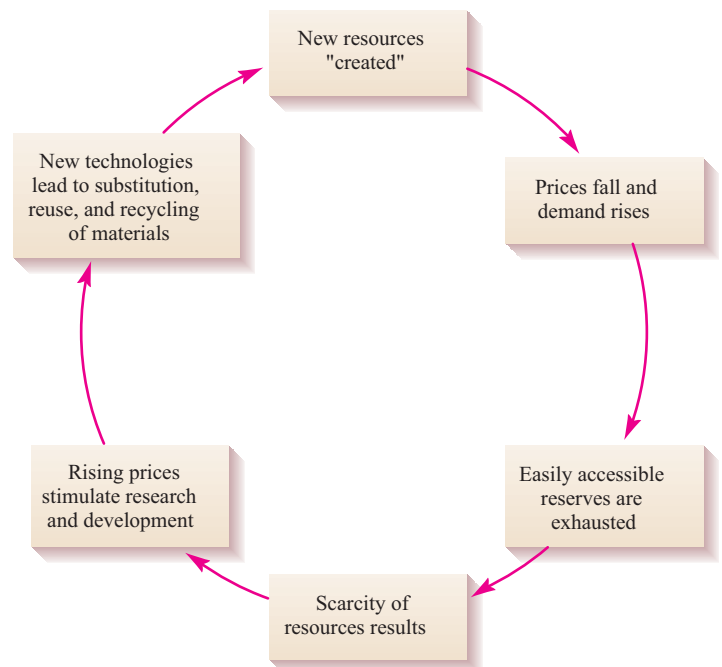 New resources
"created"
Prices fall and
demand rises
Easily accessible
reserves are
exhausted
Scarcity of
resources results
Rising prices
stimulate research
and development
New technologies
lead to substitution,
reuse, and recycling
of materials